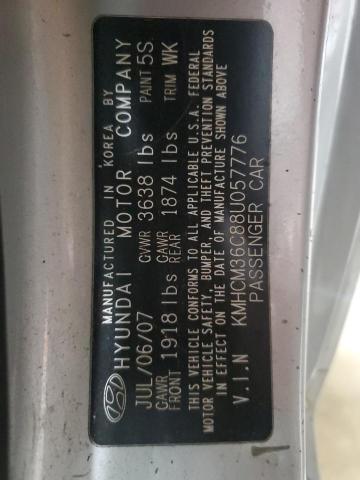 MANUFACTURED IN KOREA BY
HYUNDAI MOTOR COMPANY
JUL/06/07 GVWR 3638 lbs PAINT 5S
GAWR FRONT 1918 lbs GAWR REAR 1874 lbs TRIM WK
THIS VEHICLE CONFORMS TO ALL APPLICABLE U.S.A. FEDERAL
MOTOR VEHICLE SAFETY, BUMPER, AND THEFT PREVENTION STANDARDS
IN EFFECT ON THE DATE OF MANUFACTURE SHOWN ABOVE
V.I.N KMHCM36C88U057776
PASSENGER CAR